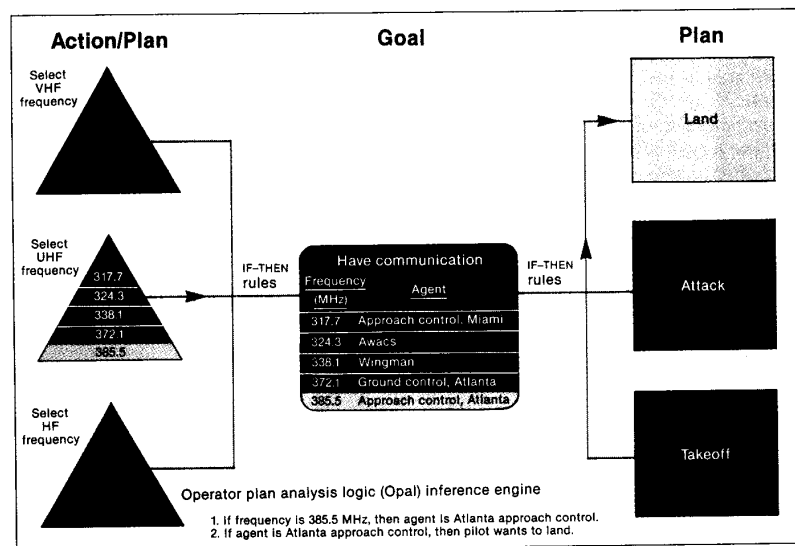 Action/Plan
Goal
Plan
Select
VHF
frequency
Land
Select
UHF
frequency
317.7
324.3
338.1
372.1
385.5
IF–THEN
rules
Have communication
Frequency
(MHz)
Agent
317.7 Approach control, Miami
324.3 Awacs
338.1 Wingman
372.1 Ground control, Atlanta
385.5 Approach control, Atlanta
IF–THEN
rules
Attack
Select
HF
frequency
Takeoff
Operator plan analysis logic (Opal) inference engine
1. If frequency is 385.5 MHz, then agent is Atlanta approach control.
2. If agent is Atlanta approach control, then pilot wants to land.